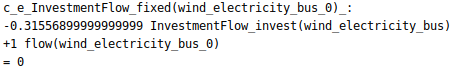 c_e_InvestmentFlow_fixed(wind_electricity_bus_0)_:
-0.31556899999999999 InvestmentFlow_invest(wind_electricity_bus)
+1 flow(wind_electricity_bus_0)
= 0